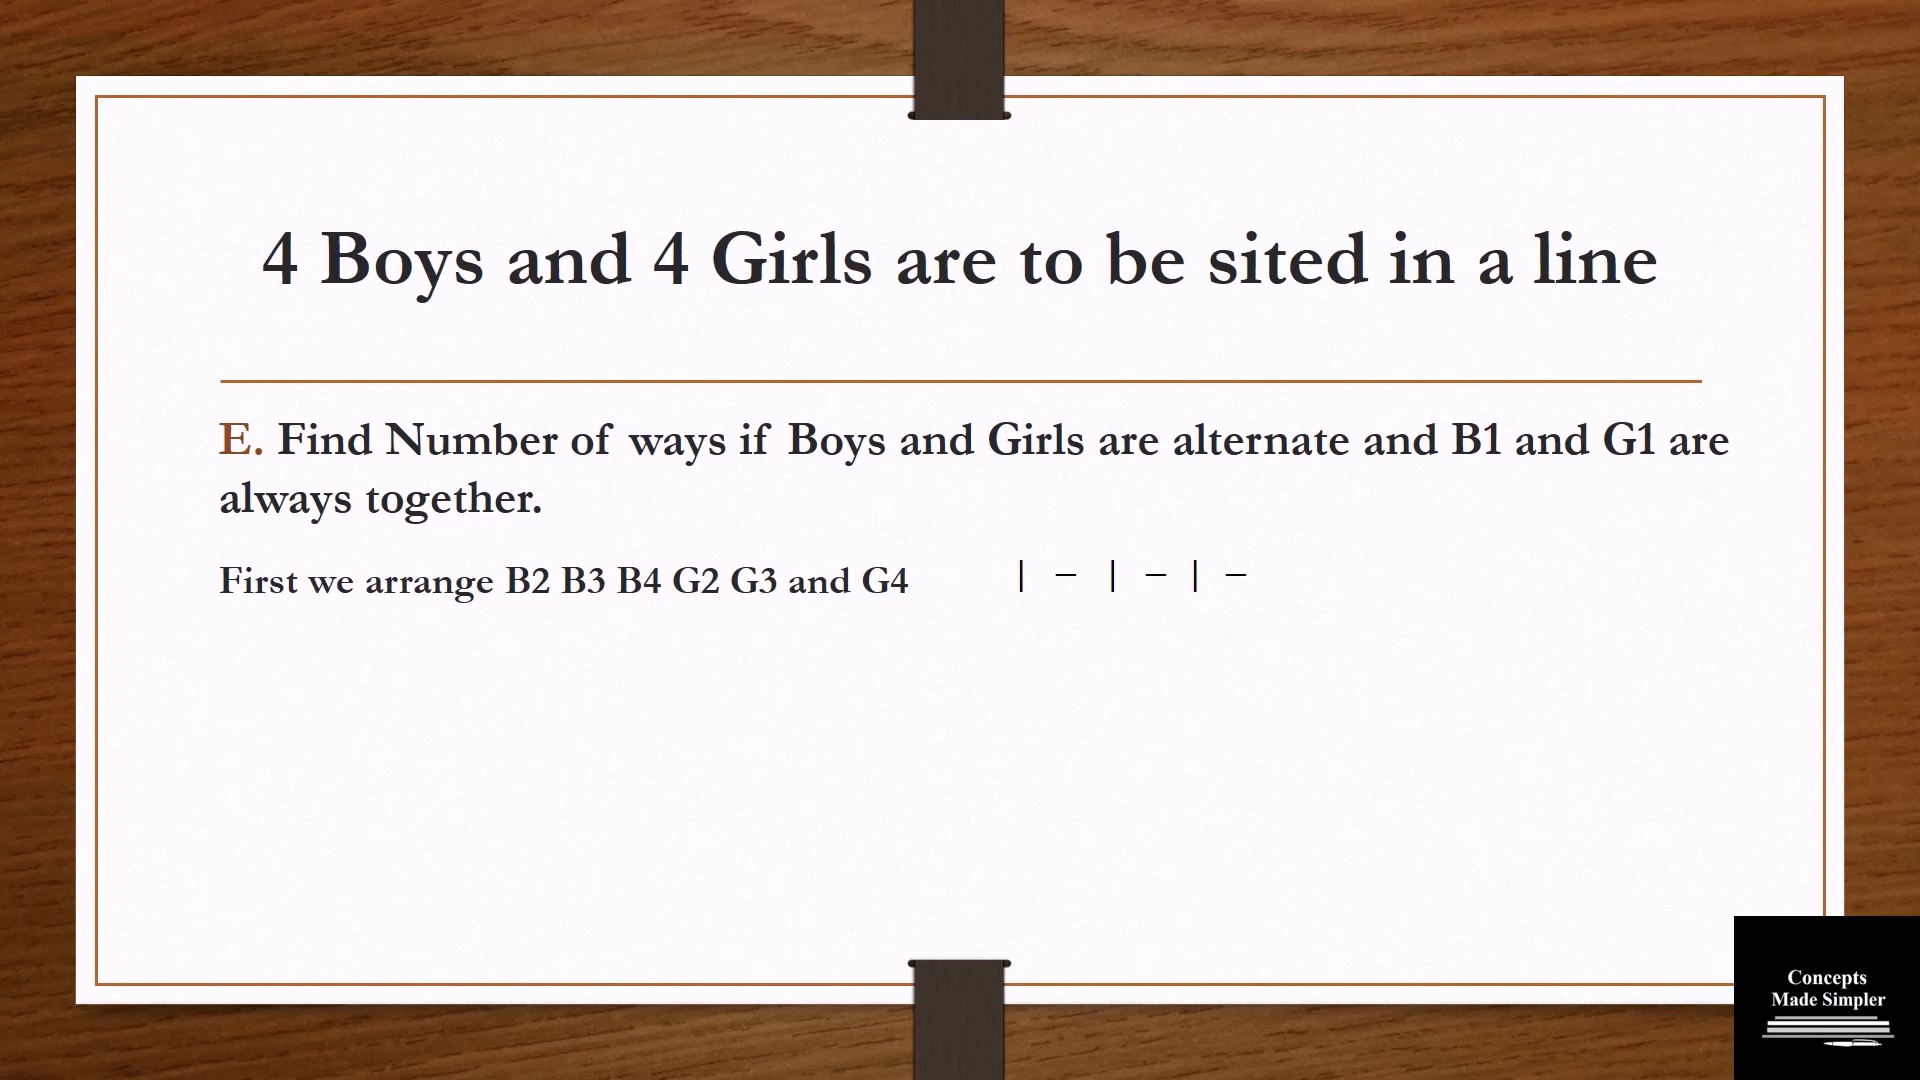 4 Boys and 4 Girls are to be sited in a line
E. Find Number of ways if Boys and Girls are alternate and B1 and G1 are
always together.
First we arrange B2 B3 B4 G2 G3 and G4 | – | – | –
Concepts
Made Simpler